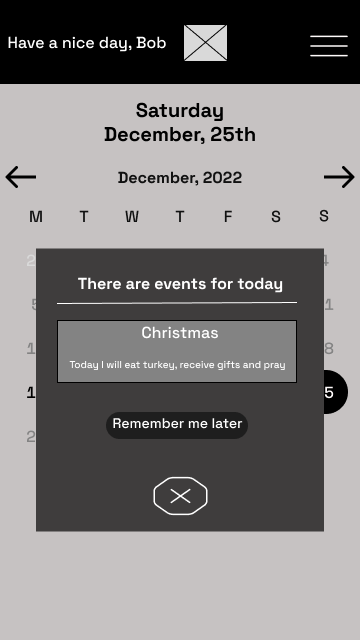 Have a nice day, Bob
Saturday
December, 25th
December, 2022
M T W T F S S
2
There are events for today
5 1
Christmas
Today I will eat turkey, receive gifts and pray
1 8
1 5
Remember me later
2